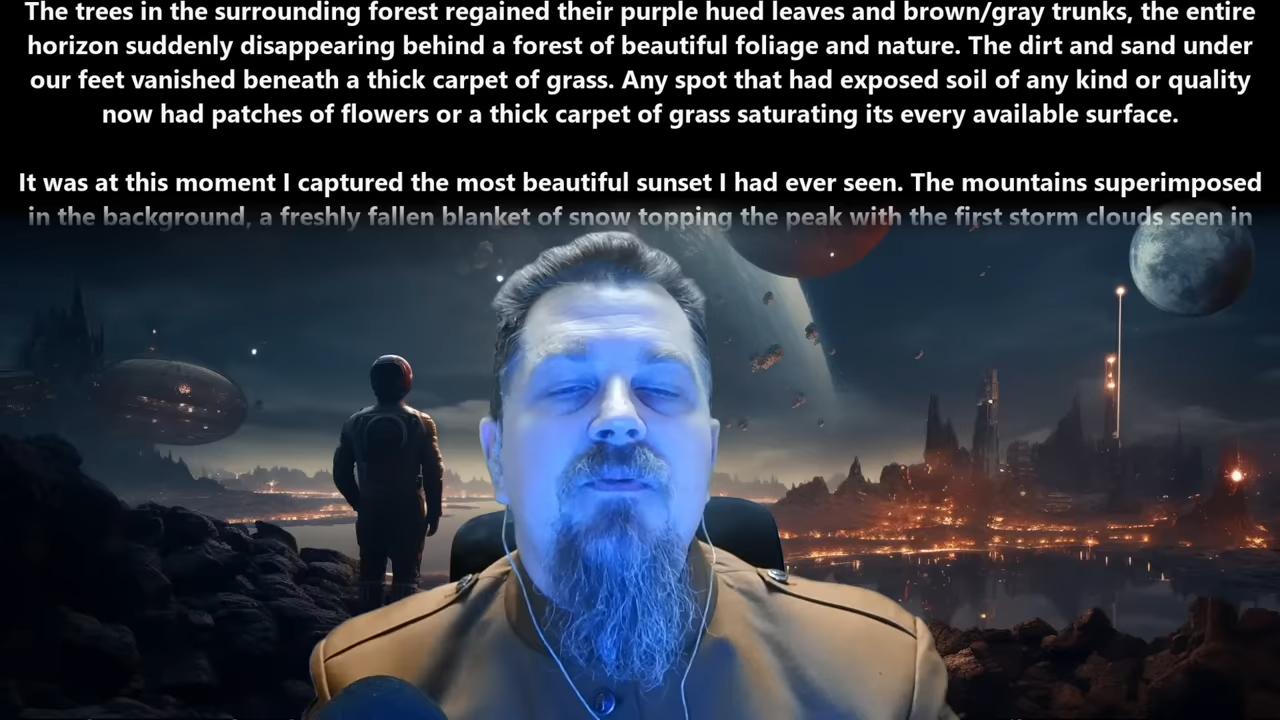 The trees in the surrounding forest regained their purple hued leaves and brown/gray trunks, the entire
horizon suddenly disappearing behind a forest of beautiful foliage and nature. The dirt and sand under
our feet vanished beneath a thick carpet of grass. Any spot that had exposed soil of any kind or quality
now had patches of flowers or a thick carpet of grass saturating its every available surface.
It was at this moment I captured the most beautiful sunset I had ever seen. The mountains superimposed
in the background, a freshly fallen blanket of snow topping the peak with the first storm clouds seen in